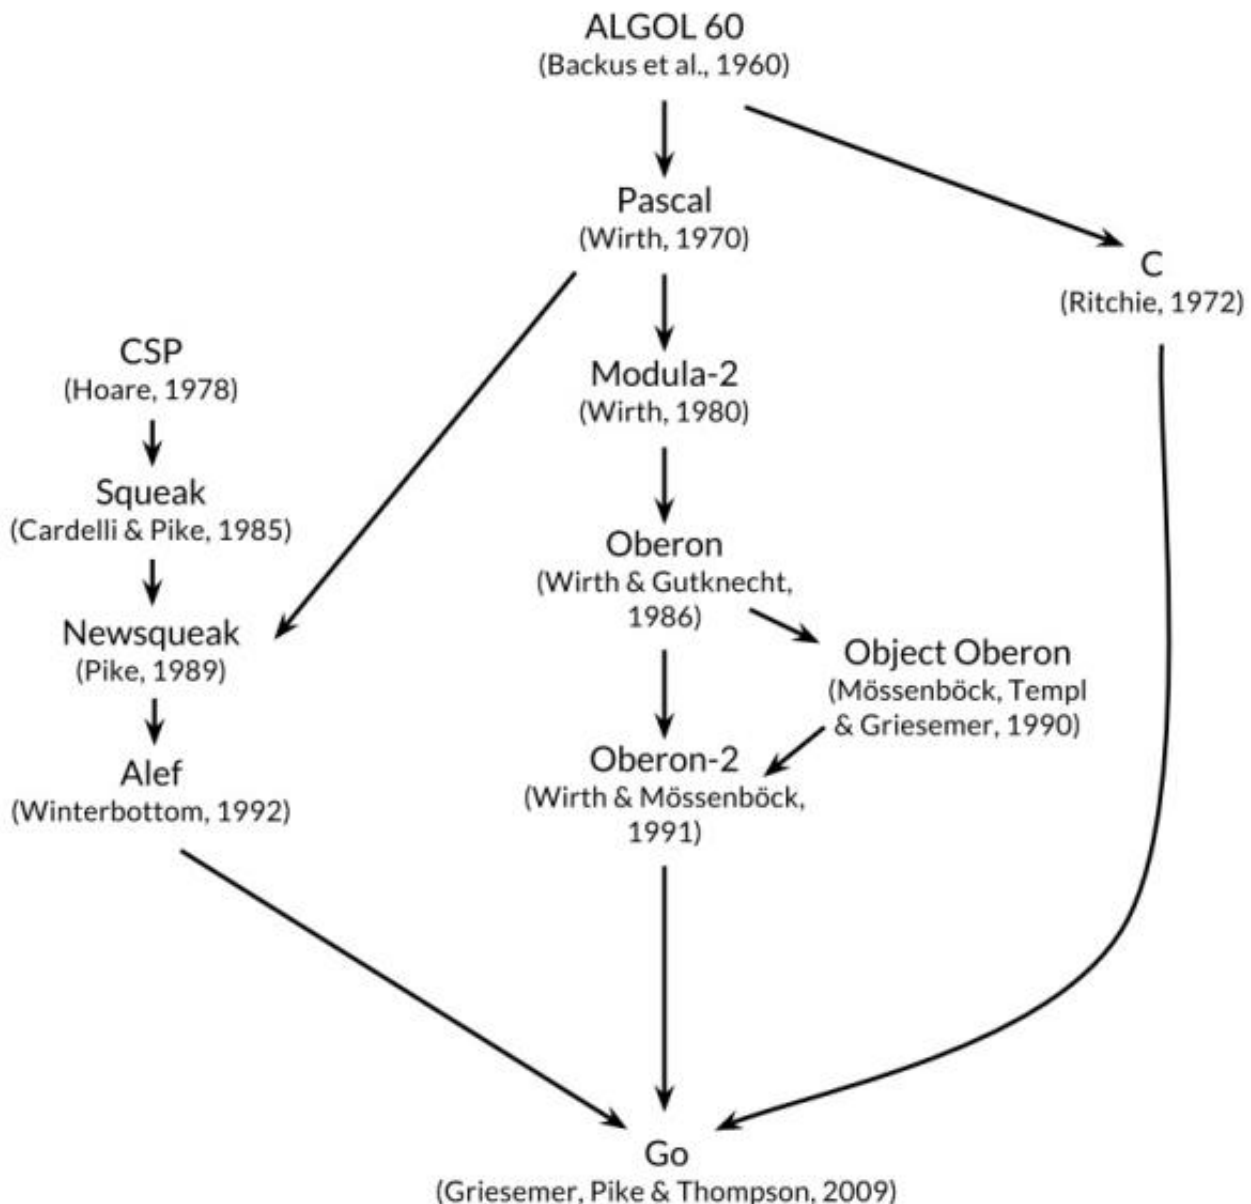 ALGOL 60
(Backus et al., 1960)
Pascal
(Wirth, 1970)
C
(Ritchie, 1972)
CSP
(Hoare, 1978)
Modula-2
(Wirth, 1980)
Squeak
(Cardelli & Pike, 1985)
Oberon
(Wirth & Gutknecht,
1986)
Newsqueak
(Pike, 1989)
Object Oberon
(Mössenböck, Templ
& Griesemer, 1990)
Oberon-2
(Wirth & Mössenböck,
1991)
Alef
(Winterbottom, 1992)
Go
(Griesemer, Pike & Thompson, 2009)